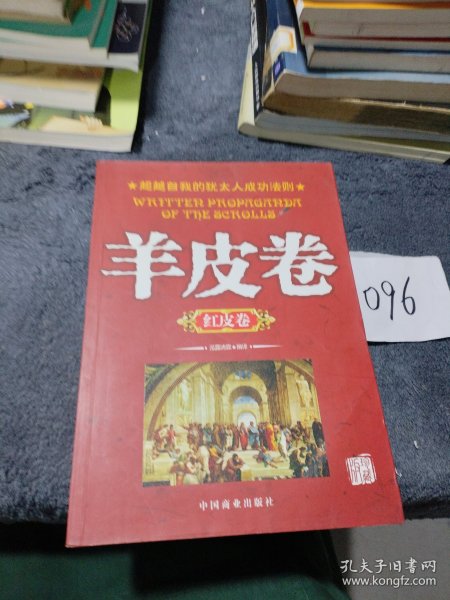 ★超越自我的犹太人成功法则★
WRITTEN PROPAGANDA
OF THE SCROLLS
羊皮卷
红皮卷
096
中国商业出版社
孔夫子旧书网
www.kongfz.com